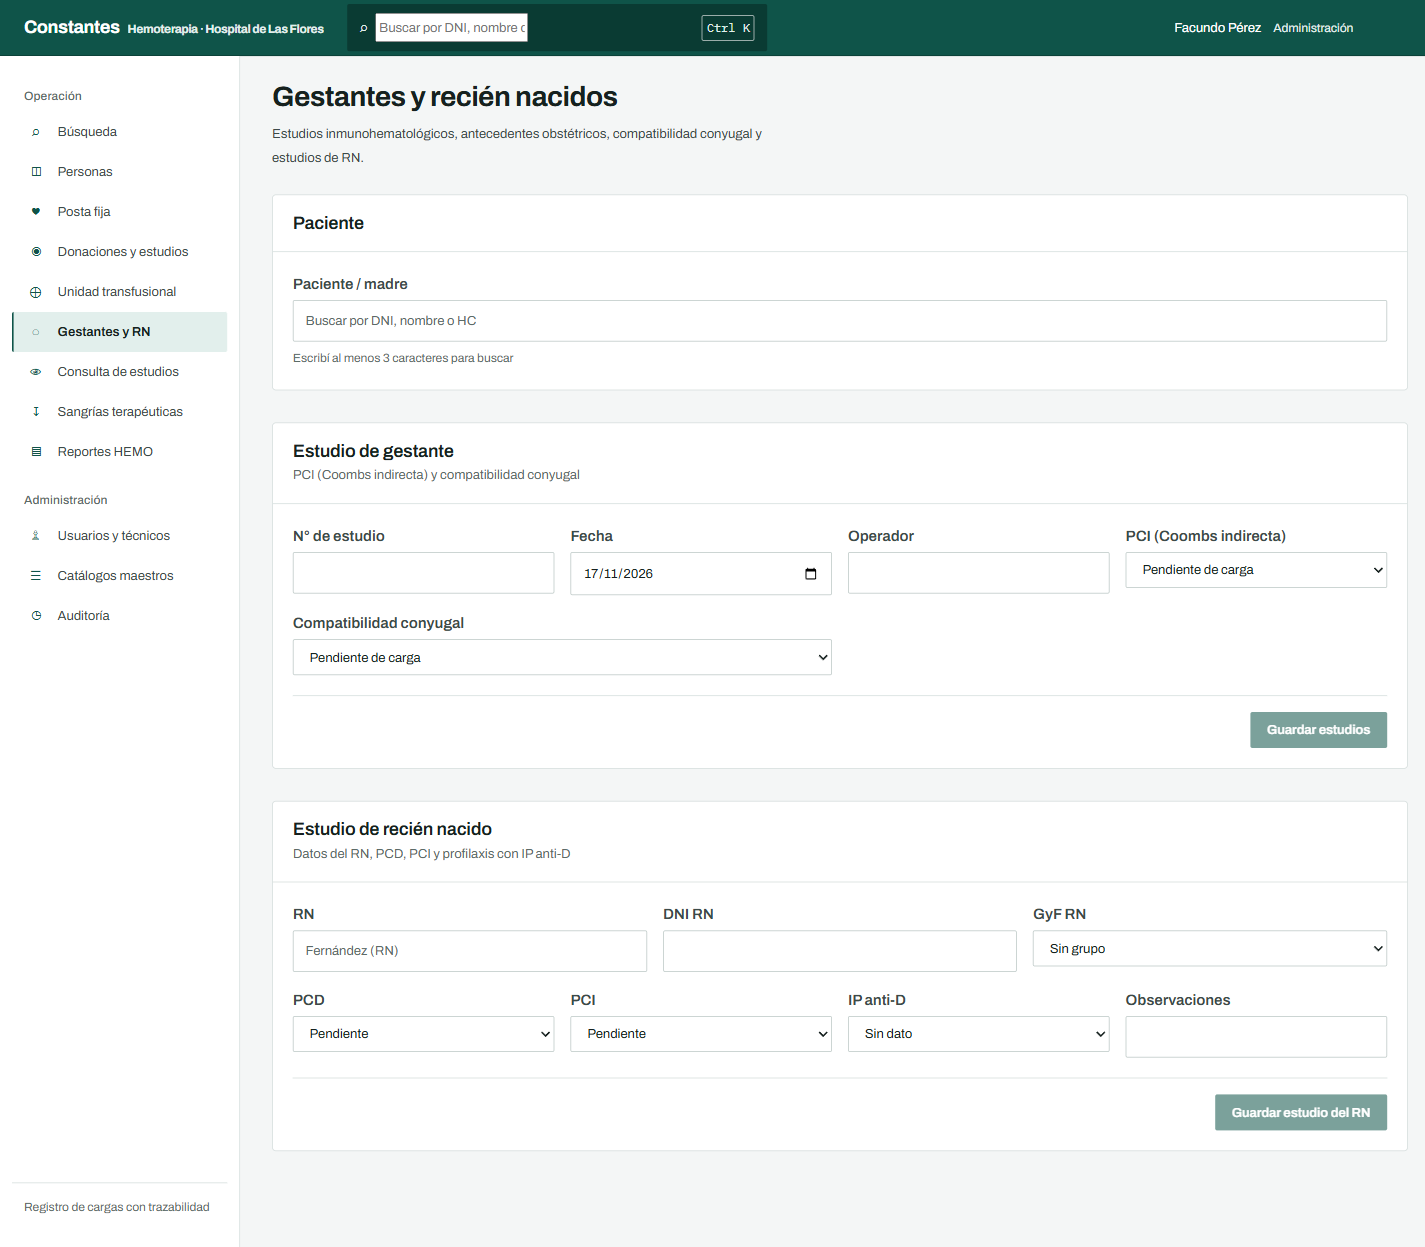 Constantes Hemoterapia · Hospital de Las Flores
Buscar por DNI, nombre
Ctrl K
Facundo Pérez Administración
Operación
Búsqueda
Personas
Posta fija
Donaciones y estudios
Unidad transfusional
Gestantes y RN
Consulta de estudios
Sangrías terapéuticas
Reportes HEMO
Administración
Usuarios y técnicos
Catálogos maestros
Auditoría
Registro de cargas con trazabilidad
Gestantes y recién nacidos
Estudios inmunohematológicos, antecedentes obstétricos, compatibilidad conyugal y
estudios de RN.
Paciente
Paciente / madre
Buscar por DNI, nombre o HC
Escribí al menos 3 caracteres para buscar
Estudio de gestante
PCI (Coombs indirecta) y compatibilidad conyugal
N° de estudio
Fecha
17/11/2026
Operador
PCI (Coombs indirecta)
Pendiente de carga
Compatibilidad conyugal
Pendiente de carga
Guardar estudios
Estudio de recién nacido
Datos del RN, PCD, PCI y profilaxis con IP anti-D
RN
Fernández (RN)
DNI RN
GyF RN
Sin grupo
PCD
Pendiente
PCI
Pendiente
IP anti-D
Sin dato
Observaciones
Guardar estudio del RN